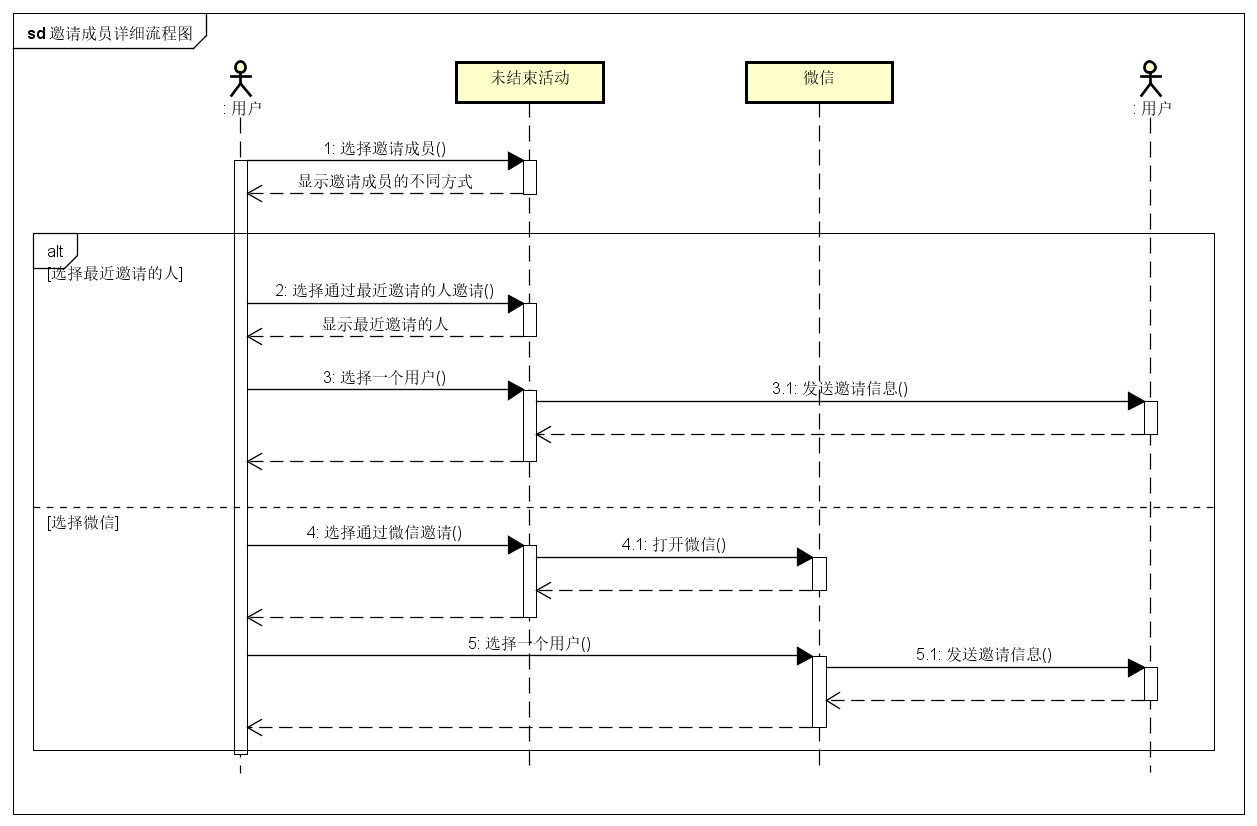 sd 邀请成员详细流程图
: 用户
未结束活动
微信
: 用户
1: 选择邀请成员()
显示邀请成员的不同方式
alt
[选择最近邀请的人]
2: 选择通过最近邀请的人邀请()
显示最近邀请的人
3: 选择一个用户()
3.1: 发送邀请信息()
[选择微信]
4: 选择通过微信邀请()
4.1: 打开微信()
5: 选择一个用户()
5.1: 发送邀请信息()